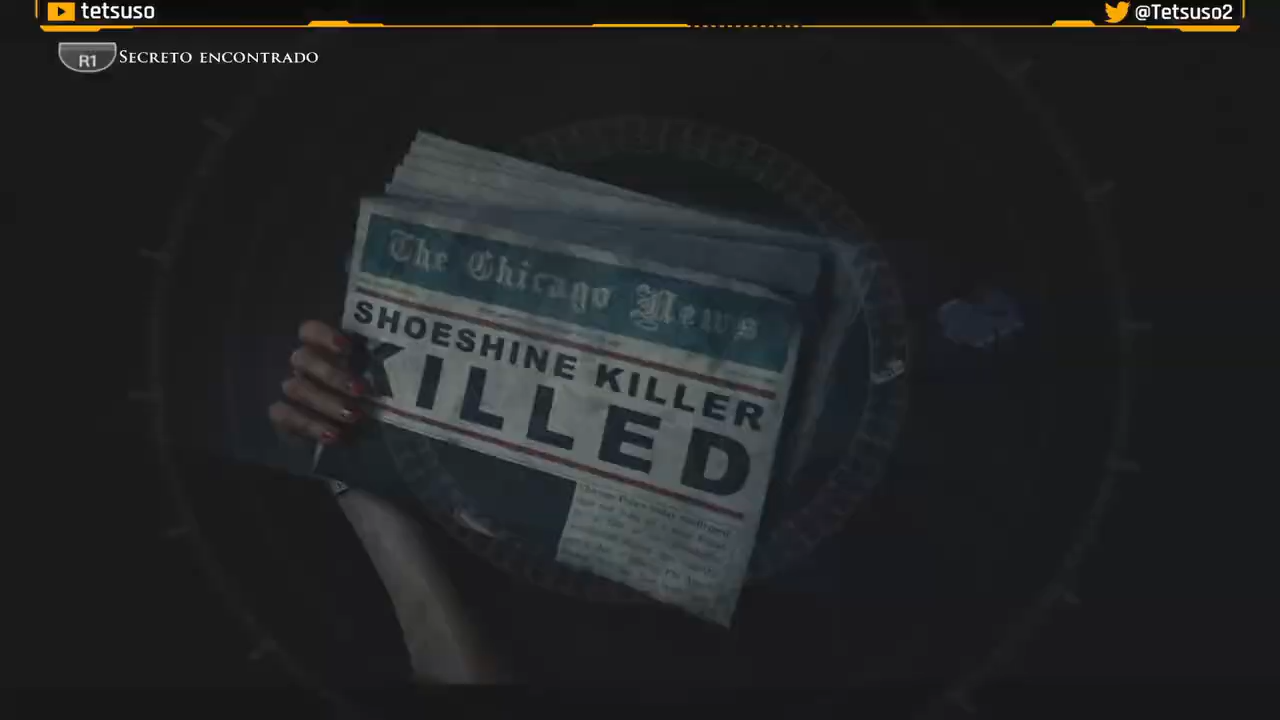 tetsuso
@Tetsuso2
R1
Secreto encontrado
The Chicago News
SHOESHINE KILLER
KILLED